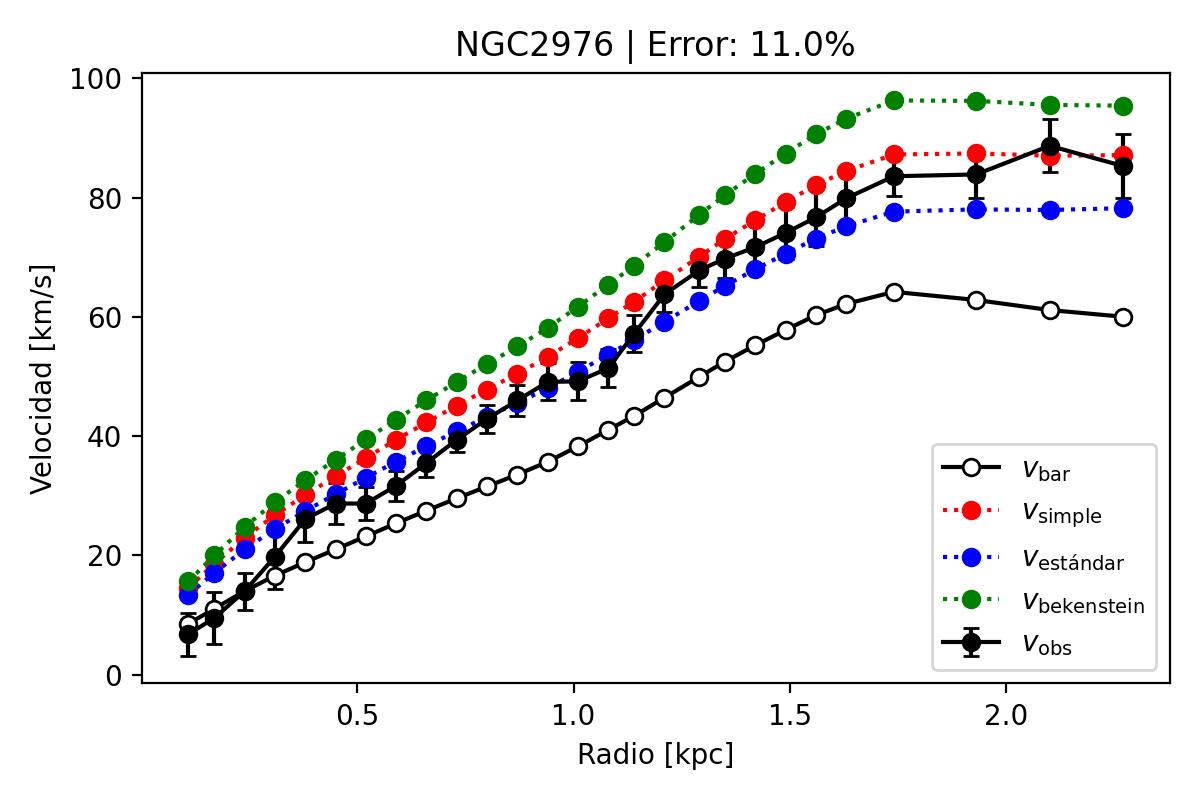 NGC2976 | Error: 11.0%
100
80
60
40
20
0
Velocidad [km/s]
v_bar
v_simple
v_estándar
v_bekenstein
v_obs
0.5 1.0 1.5 2.0
Radio [kpc]